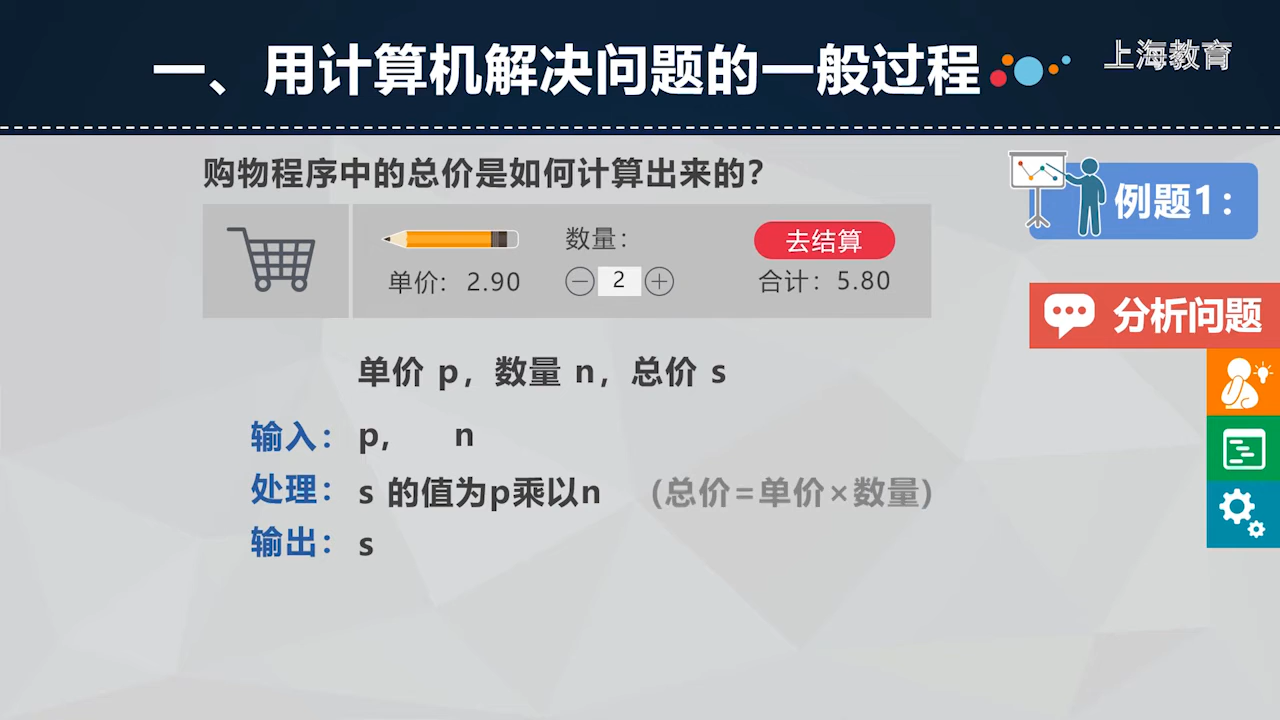 一、用计算机解决问题的一般过程
上海教育
购物程序中的总价是如何计算出来的?
例题1:
数量:
去结算
单价: 2.90
2
合计: 5.80
分析问题
单价 p, 数量 n, 总价 s
输入: p, n
处理: s 的值为p乘以n (总价=单价×数量)
输出: s